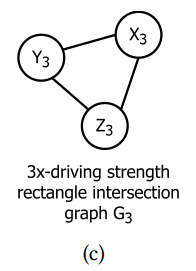 X3
Y3
Z3
3x-driving strength
rectangle intersection
graph G3
(c)